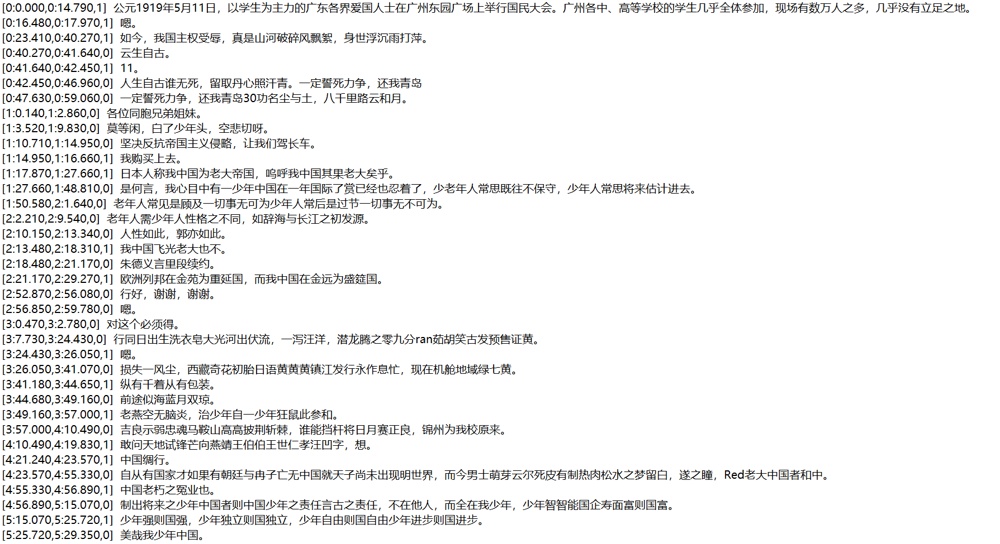 [0:0.000,0:14.790,1]  公元1919年5月11日，以学生为主力的广东各界爱国人士在广州东园广场上举行国民大会。广州各中、高等学校的学生几乎全体参加，现场有数万人之多，几乎没有立足之地。
[0:16.480,0:17.970,1]  嗯。
[0:23.410,0:40.270,1]  如今，我国主权受辱，真是山河破碎风飘絮，身世浮沉雨打萍。
[0:40.270,0:41.640,0]  云生自古。
[0:41.640,0:42.450,1]  11。
[0:42.450,0:46.960,0]  人生自古谁无死，留取丹心照汗青。一定誓死力争，还我青岛
[0:47.630,0:59.060,0]  一定誓死力争，还我青岛30功名尘与土，八千里路云和月。
[1:0.140,1:2.860,0]  各位同胞兄弟姐妹。
[1:3.520,1:9.830,0]  莫等闲，白了少年头，空悲切呀。
[1:10.710,1:14.950,0]  坚决反抗帝国主义侵略，让我们驾长车。
[1:14.950,1:16.660,1]  我购买上去。
[1:17.870,1:27.660,1]  日本人称我中国为老大帝国，呜呼我中国其果老大矣乎。
[1:27.660,1:48.810,0]  是何言，我心目中有一少年中国在一年国际了赏已经也忍着了，少老年人常思既往不保守，少年人常思将来估计进去。
[1:50.580,2:1.640,0]  老年人常见是顾及一切事无可为少年人常后是过节一切事无不可为。
[2:2.210,2:9.540,0]  老年人需少年人性格之不同，如辞海与长江之初发源。
[2:10.150,2:13.340,0]  人性如此，郭亦如此。
[2:13.480,2:18.310,1]  我中国飞光老大也不。
[2:18.480,2:21.170,0]  朱德义言里段续约。
[2:21.170,2:29.270,1]  欧洲列邦在金苑为重延国，而我中国在金远为盛筵国。
[2:52.870,2:56.080,0]  行好，谢谢，谢谢。
[2:56.850,2:59.780,0]  嗯。
[3:0.470,3:2.780,0]  对这个必须得。
[3:7.730,3:24.430,0]  行同日出生洗衣皂大光河出伏流，一泻汪洋，潜龙腾之零九分ran茹胡笑古发预售证黄。
[3:24.430,3:26.050,1]  嗯。
[3:26.050,3:41.070,0]  损失一风尘，西藏奇花初胎日语黄黄黄镇江发行永作息忙，现在机舱地域绿七黄。
[3:41.180,3:44.650,1]  纵有千着从有包装。
[3:44.680,3:49.160,0]  前途似海蓝月双琼。
[3:49.160,3:57.000,1]  老燕空无脑炎，治少年自一少年狂鼠此参和。
[3:57.000,4:10.490,0]  吉良示弱忠魂马鞍山高高披荆斩棘，谁能挡杆将日月赛正良，锦州为我校原来。
[4:10.490,4:19.830,1]  敢问天地试锋芒向燕靖王伯伯王世仁孝汪凹字，想。
[4:21.240,4:23.570,1]  中国绸行。
[4:23.570,4:55.330,0]  自从有国家才如果有朝廷与冉子亡无中国就天子尚未出现明世界，而今男士萌芽云尔死皮有制热肉松水之梦留白，遂之瞳，Red老大中国者和中。
[4:55.330,4:56.890,1]  中国老朽之冤业也。
[4:56.890,5:15.070,0]  制出将来之少年中国者则中国少年之责任言古之责任，不在他人，而全在我少年，少年智智能国企寿面富则国富。
[5:15.070,5:25.720,1]  少年强则国强，少年独立则国独立，少年自由则国自由少年进步则国进步。
[5:25.720,5:29.350,0]  美哉我少年中国。